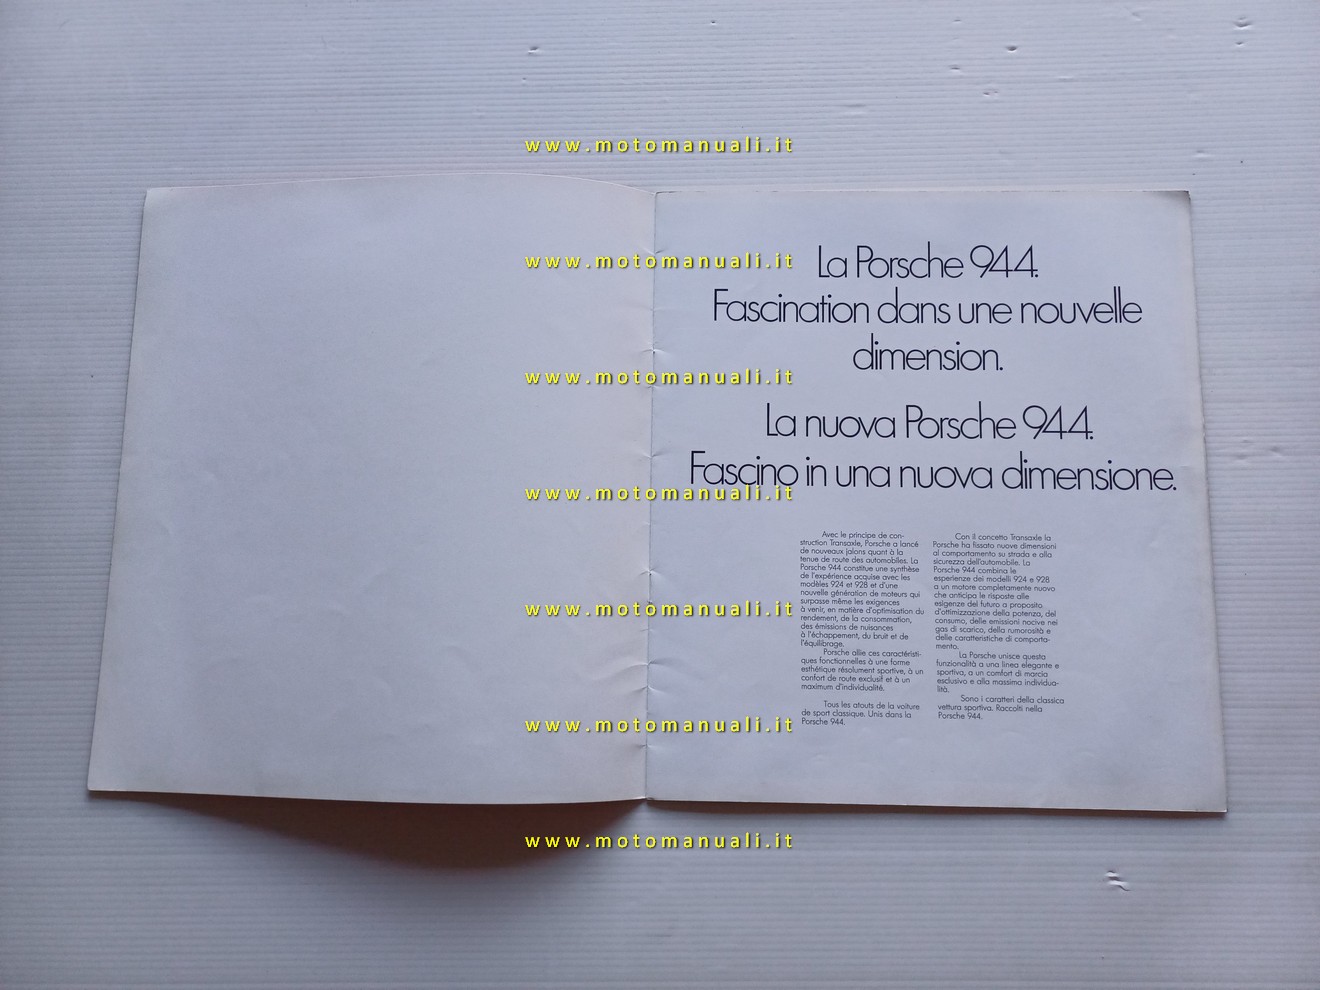 www.motomanuali.it
www.motomanuali.it
www.motomanuali.it
www.motomanuali.it
www.motomanuali.it
www.motomanuali.it
www.motomanuali.it
La Porsche 944.
Fascination dans une nouvelle
dimension.
La nuova Porsche 944.
Fascino in una nuova dimensione.
Avec le principe de con-
struction Transaxle, Porsche a lancé
de nouveaux jalons quant à la
tenue de route des automobiles. La
Porsche 944 constitue une synthèse
de l'expérience acquise avec les
modèles 924 et 928 et d'une
nouvelle génération de moteurs qui
surpasse même les exigences
à venir, en matière d'optimisation du
rendement, de la consommation,
des émissions de nuisances
à l'échappement, du bruit et de
l'équilibrage.
Porsche allie ces caractéristi-
ques fonctionnelles à une forme
esthétique résolument sportive, à un
confort de route exclusif et à un
maximum d'individualité.
Tous les atouts de la voiture
de sport classique. Unis dans la
Porsche 944.
Con il concetto Transaxle la
Porsche ha fissato nuove dimensioni
al comportamento su strada e alla
sicurezza dell'automobile. La
Porsche 944 combina le
esperienze dei modelli 924 e 928
a un motore completamente nuovo
che anticipa le risposte alle
esigenze del futuro a proposito
d'ottimizzazione della potenza, del
consumo, delle emissioni nocive nei
gas di scarico, della rumorosità e
delle caratteristiche di comporta-
mento.
La Porsche unisce questa
funzionalità a una linea elegante e
sportiva, a un comfort di marcia
esclusivo e alla massima individua-
lità.
Sono i caratteri della classica
vettura sportiva. Raccolti nella
Porsche 944.